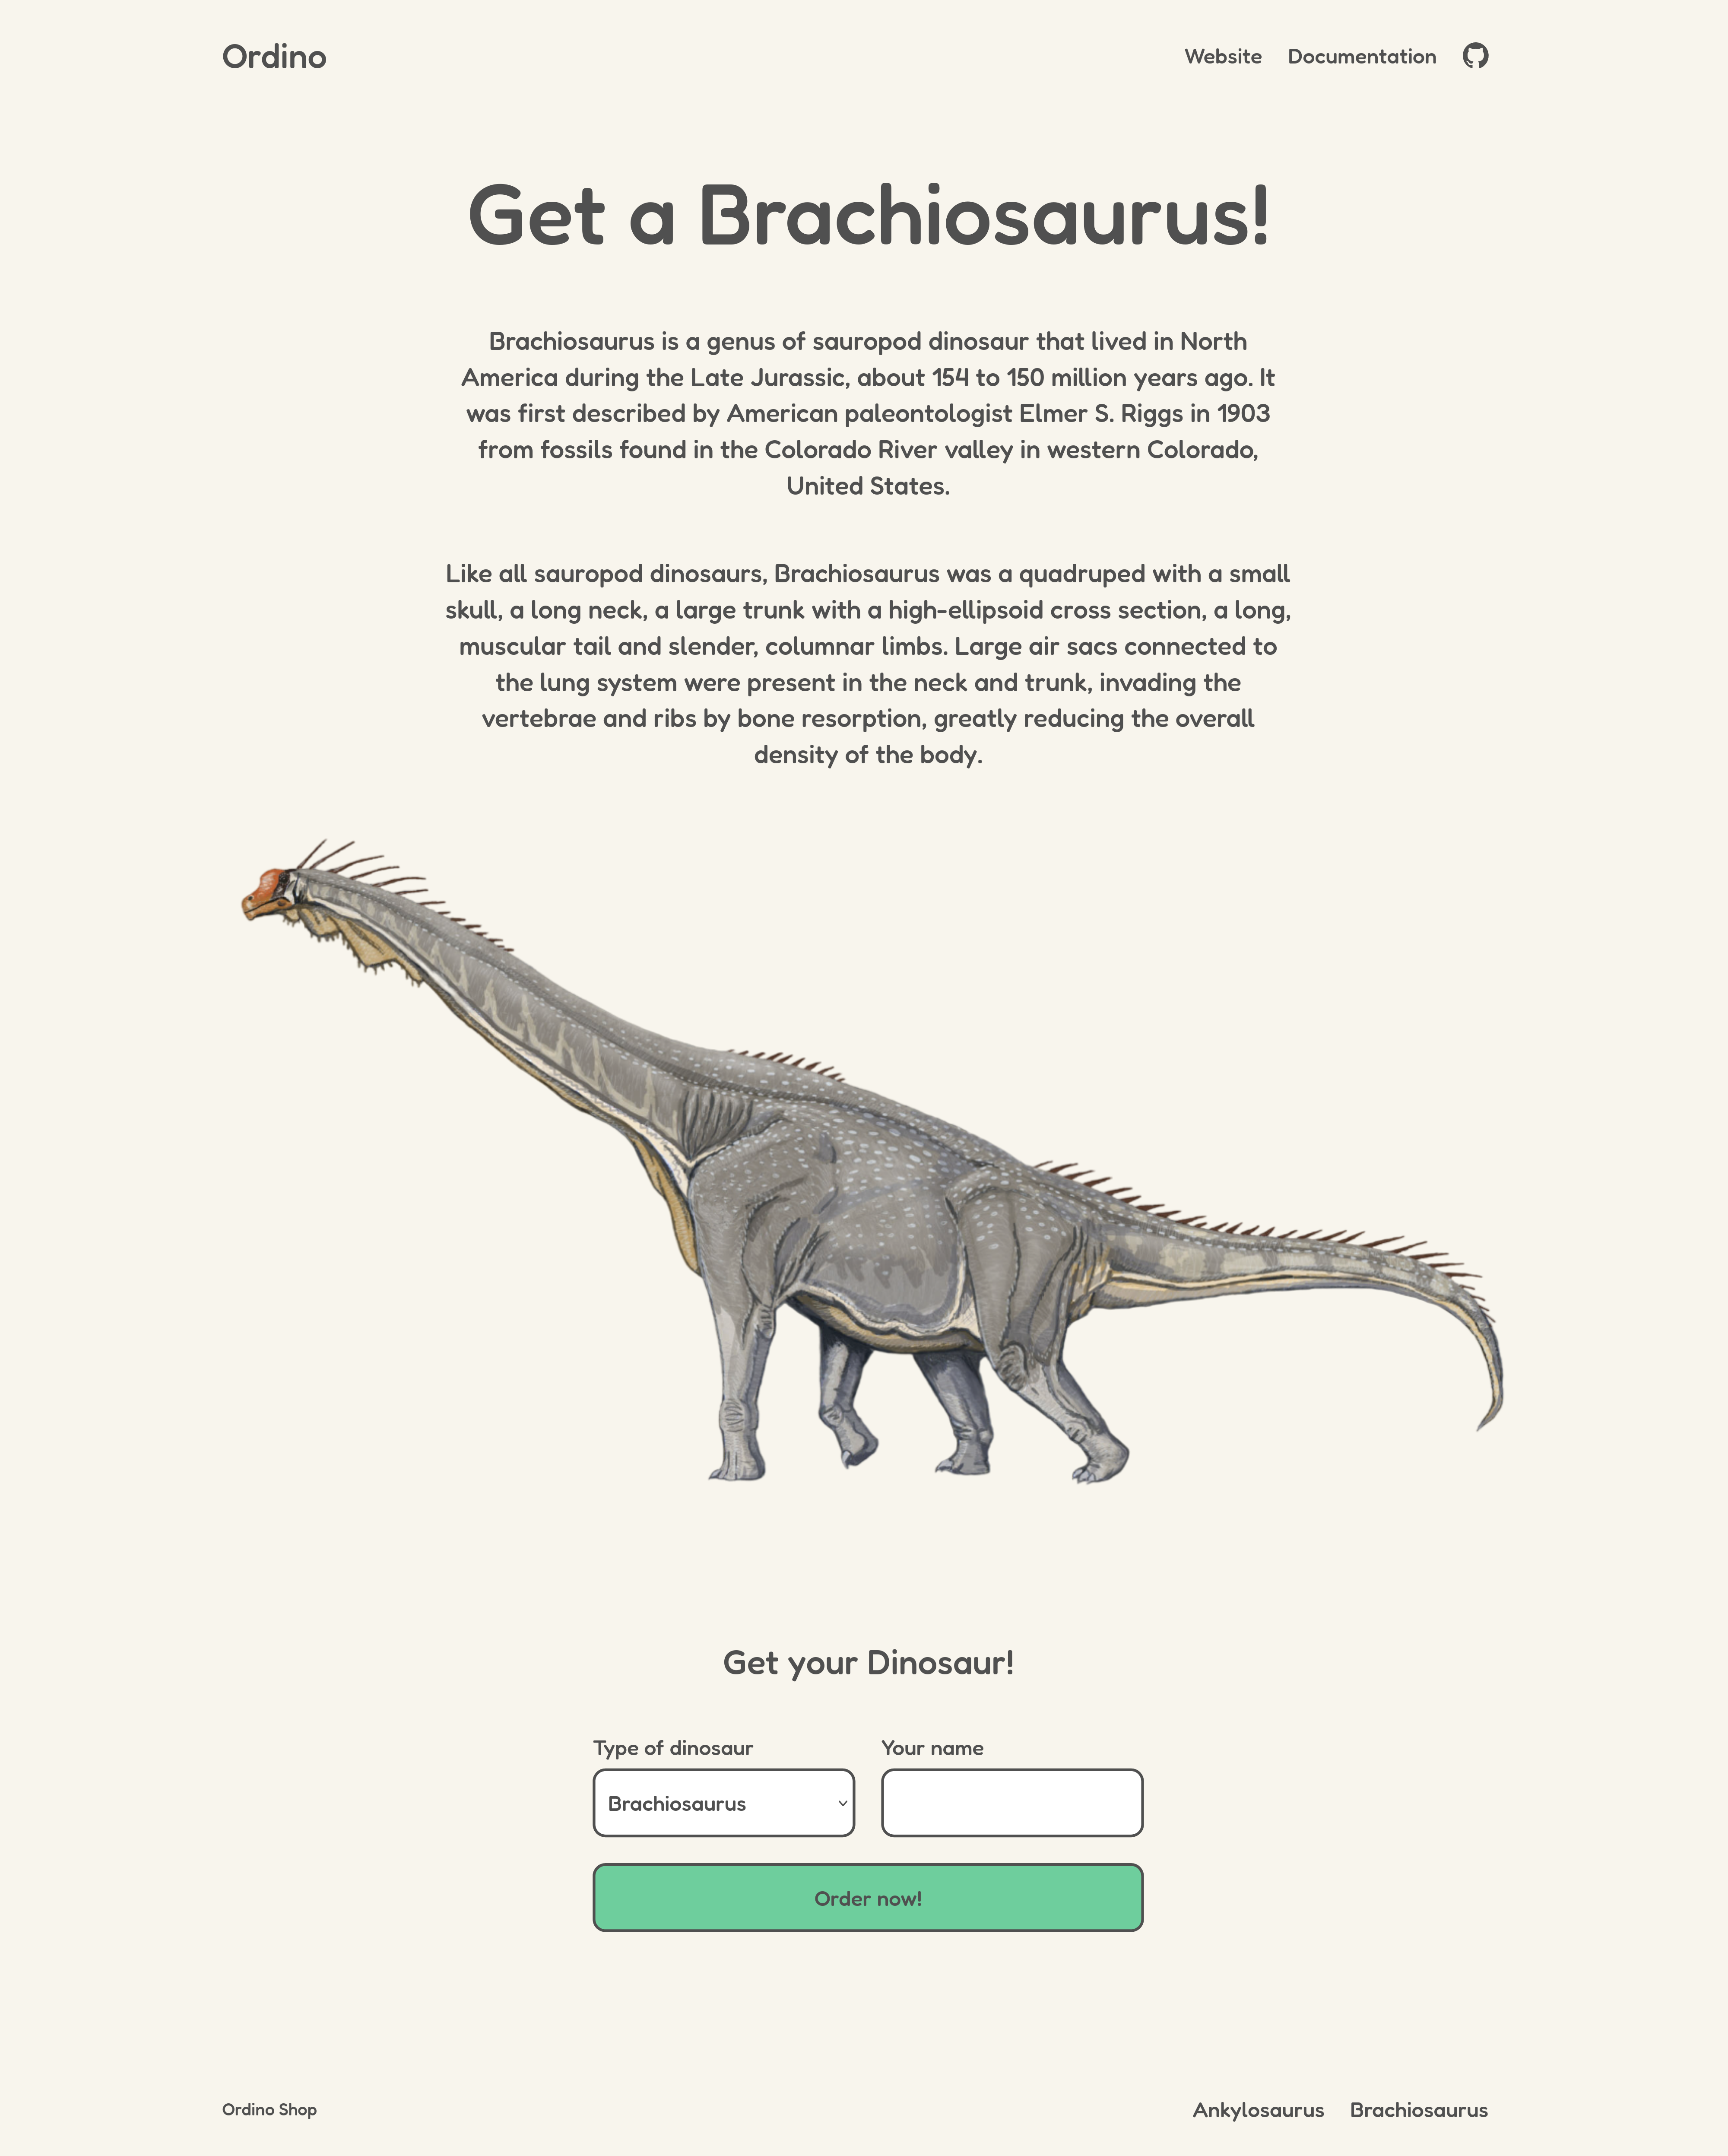 Ordino
Website Documentation
Get a Brachiosaurus!
Brachiosaurus is a genus of sauropod dinosaur that lived in North
America during the Late Jurassic, about 154 to 150 million years ago. It
was first described by American paleontologist Elmer S. Riggs in 1903
from fossils found in the Colorado River valley in western Colorado,
United States.
Like all sauropod dinosaurs, Brachiosaurus was a quadruped with a small
skull, a long neck, a large trunk with a high-ellipsoid cross section, a long,
muscular tail and slender, columnar limbs. Large air sacs connected to
the lung system were present in the neck and trunk, invading the
vertebrae and ribs by bone resorption, greatly reducing the overall
density of the body.
Get your Dinosaur!
Type of dinosaur Your name
Brachiosaurus
Order now!
Ordino Shop Ankylosaurus Brachiosaurus